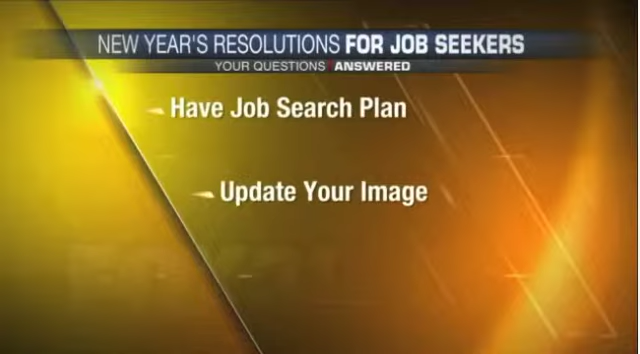 NEW YEAR'S RESOLUTIONS FOR JOB SEEKERS
YOUR QUESTIONS ANSWERED
Have Job Search Plan
Update Your Image